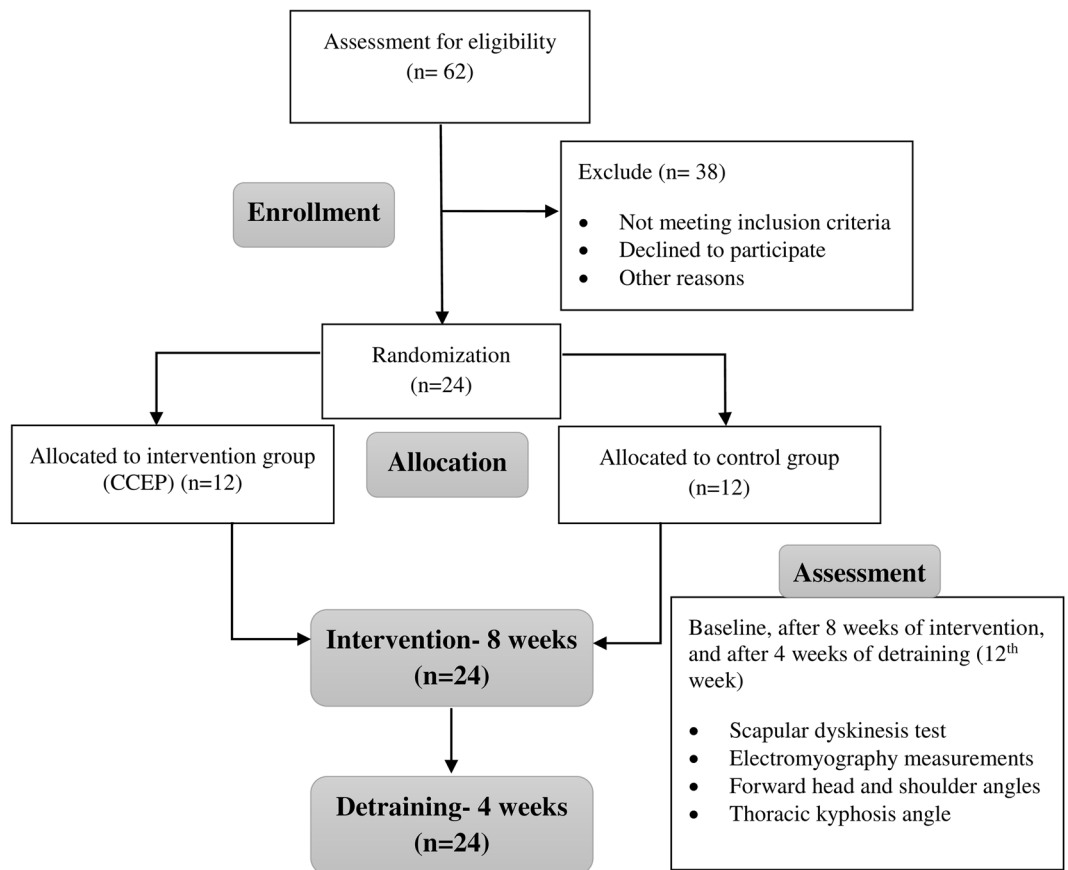 Assessment for eligibility
(n= 62)
Enrollment
Exclude (n= 38)
• Not meeting inclusion criteria
• Declined to participate
• Other reasons
Randomization
(n=24)
Allocated to intervention group
(CCEP) (n=12)
Allocation
Allocated to control group
(n=12)
Assessment
Baseline, after 8 weeks of intervention,
and after 4 weeks of detraining (12th
week)
• Scapular dyskinesis test
• Electromyography measurements
• Forward head and shoulder angles
• Thoracic kyphosis angle
Intervention- 8 weeks
(n=24)
Detraining- 4 weeks
(n=24)